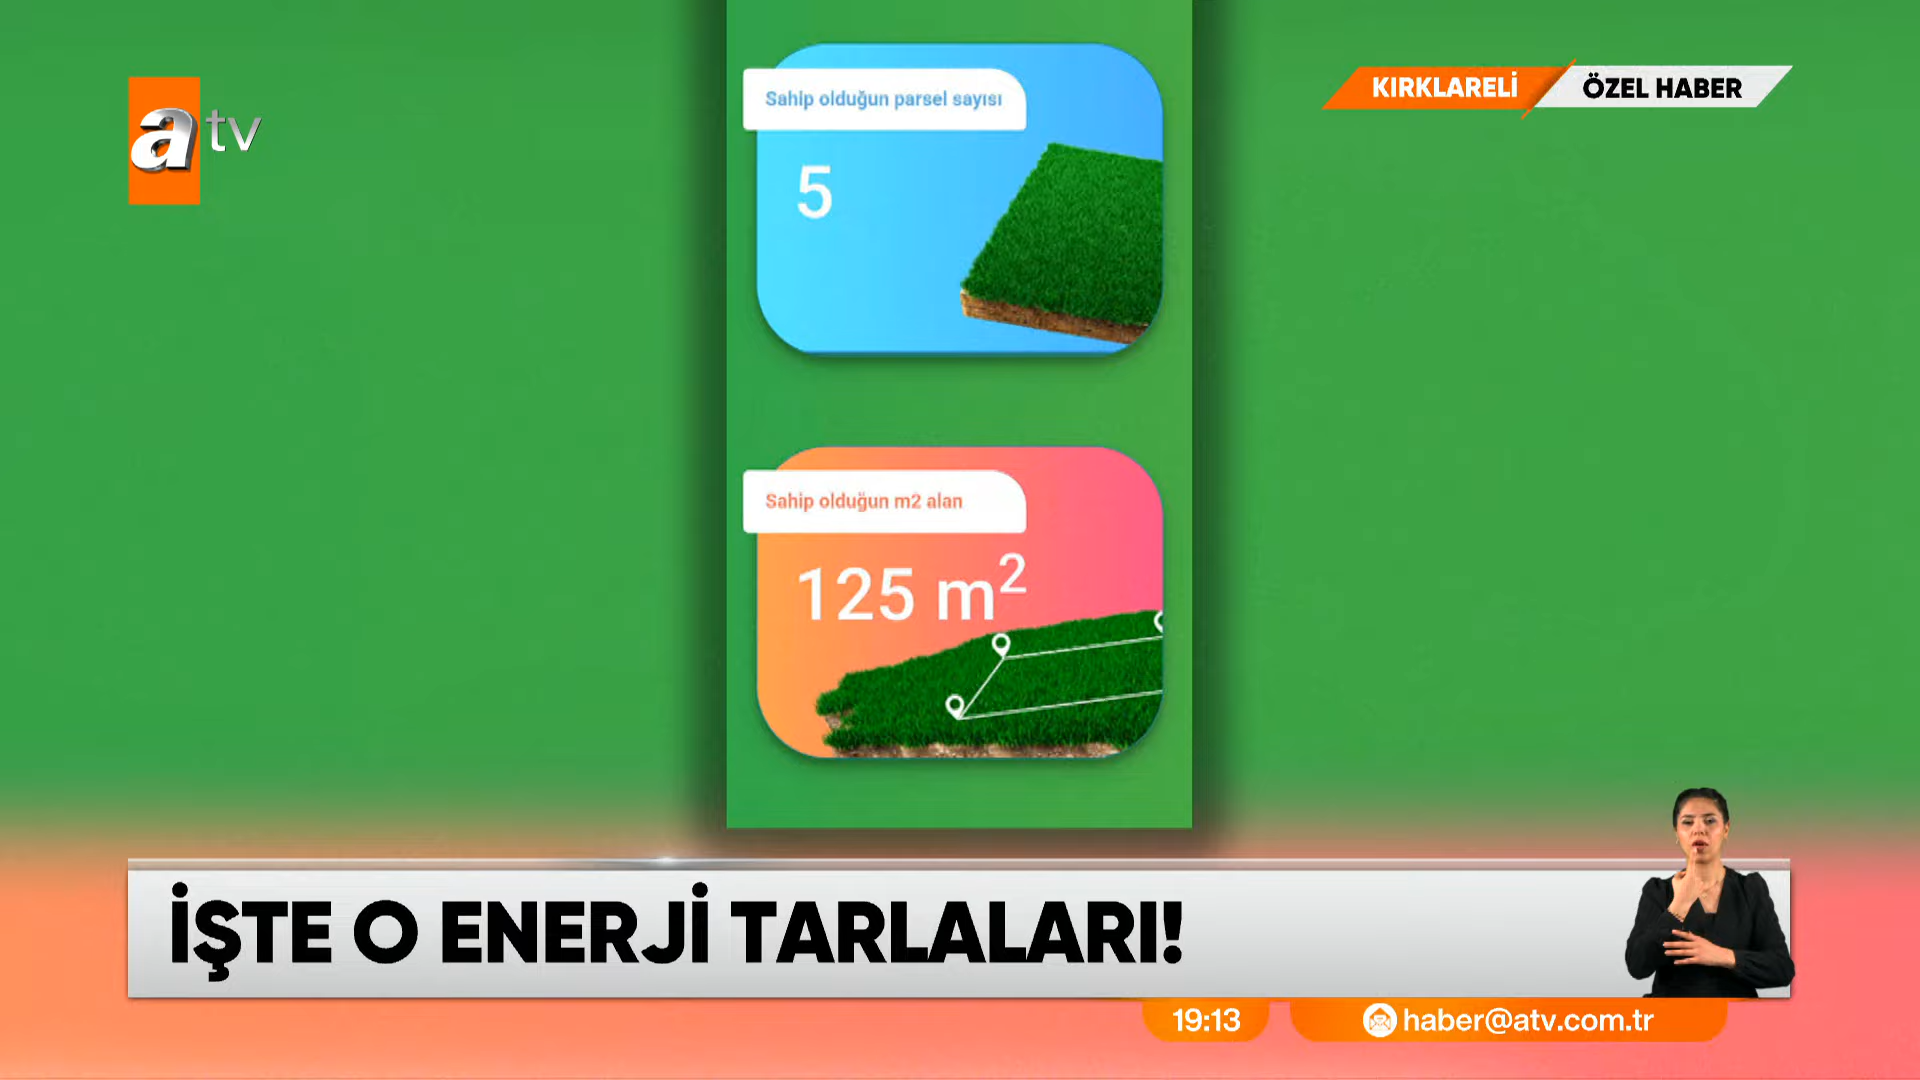 atv
KIRKLARELİ
ÖZEL HABER
Sahip olduğun parsel sayısı
5
Sahip olduğun m2 alan
125 m²
İŞTE O ENERJİ TARLALARI!
19:13
haber@atv.com.tr